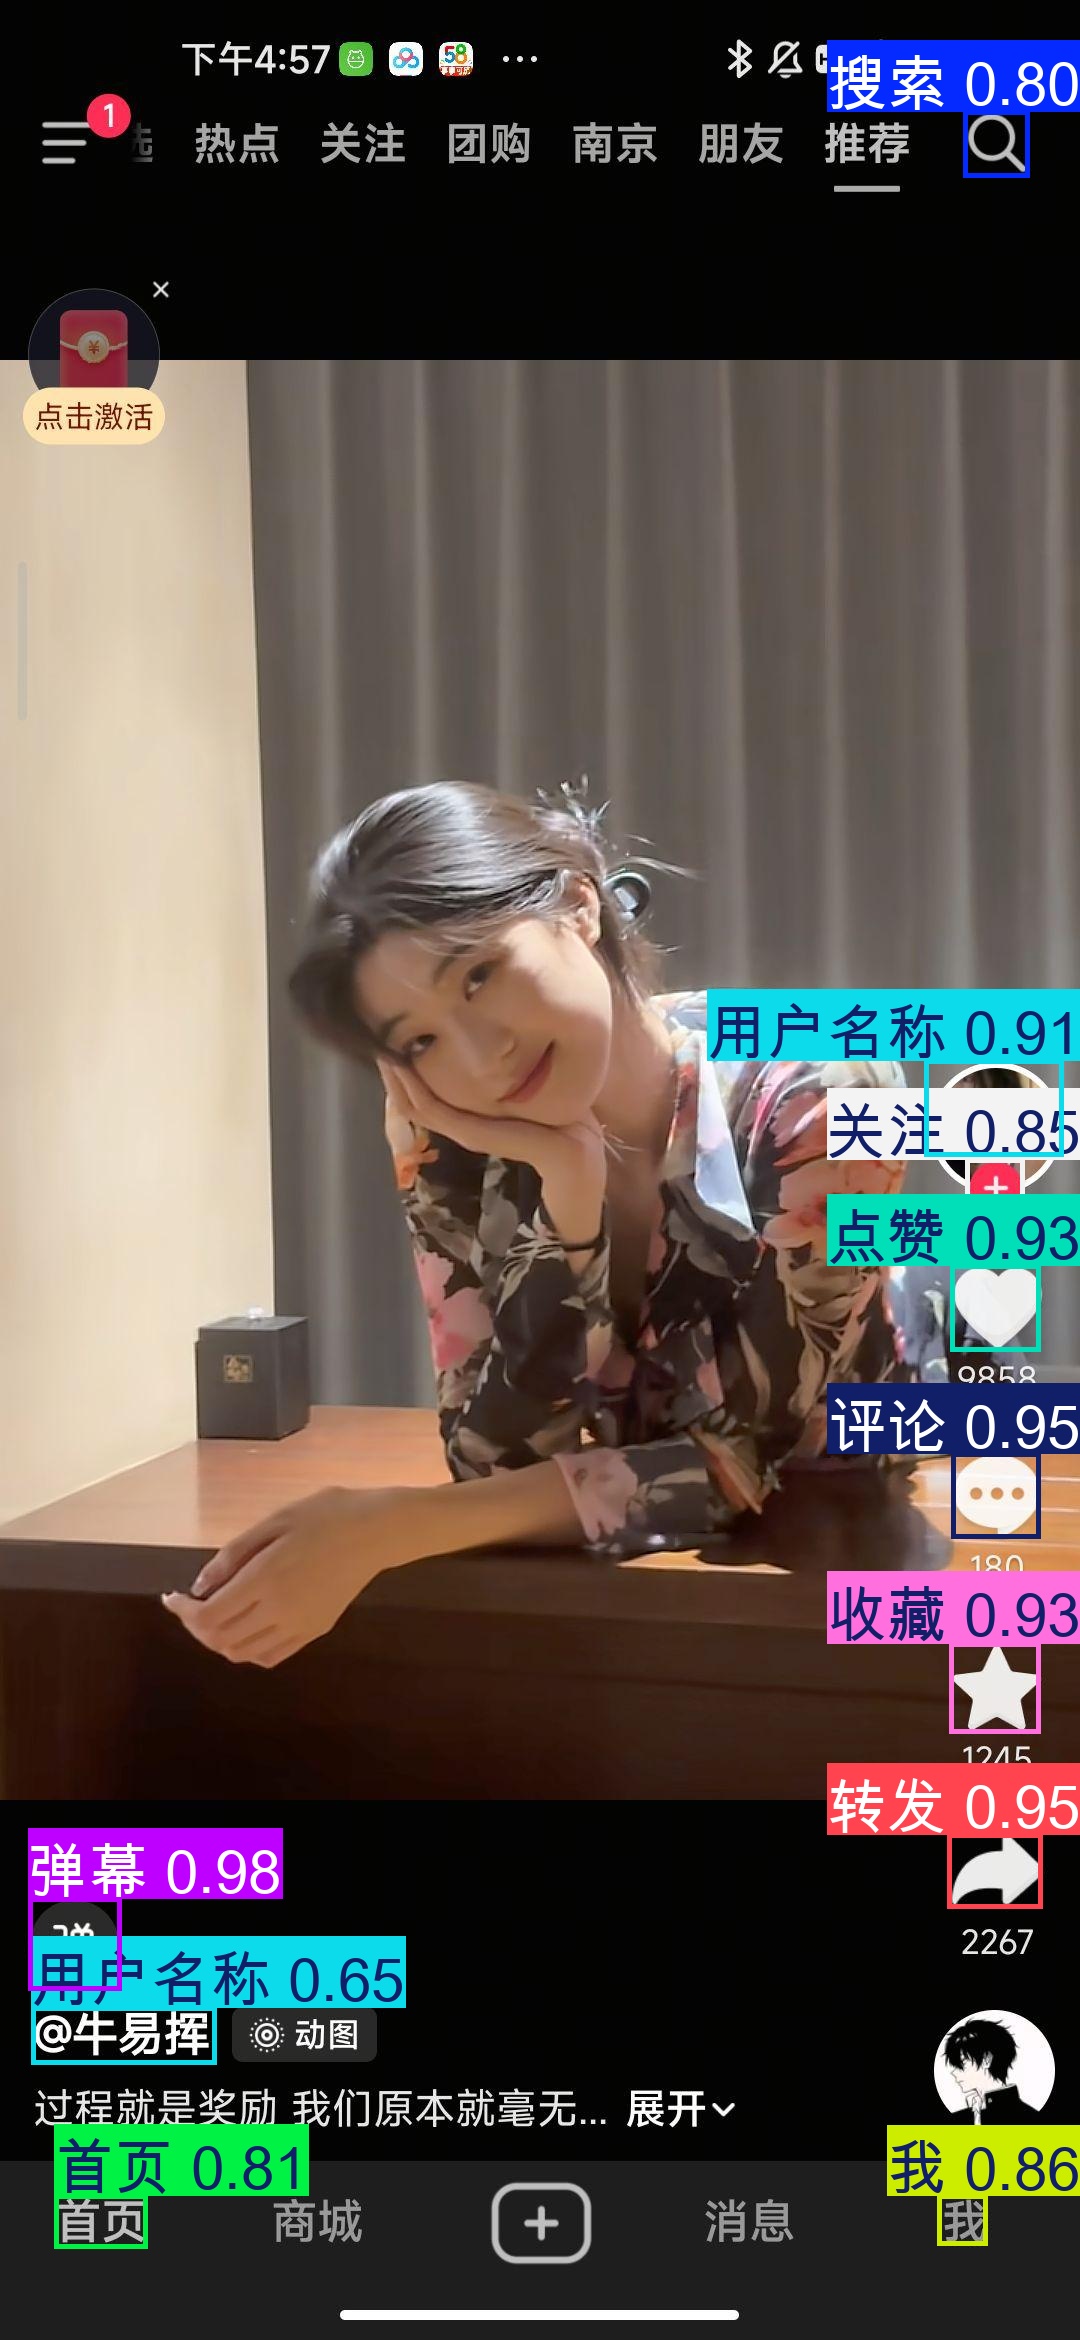 下午4:57
搜索 0.80
1
热点 关注 团购 南京 朋友 推荐
点击激活
用户名称 0.91
关注 0.85
点赞 0.93
9858
评论 0.95
180
收藏 0.93
1245
转发 0.95
2267
弹幕 0.98
用户名称 0.65
@牛易挥 动图
过程就是奖励 我们原本就毫无... 展开
首页 0.81
我 0.86
首页 商城 消息 我